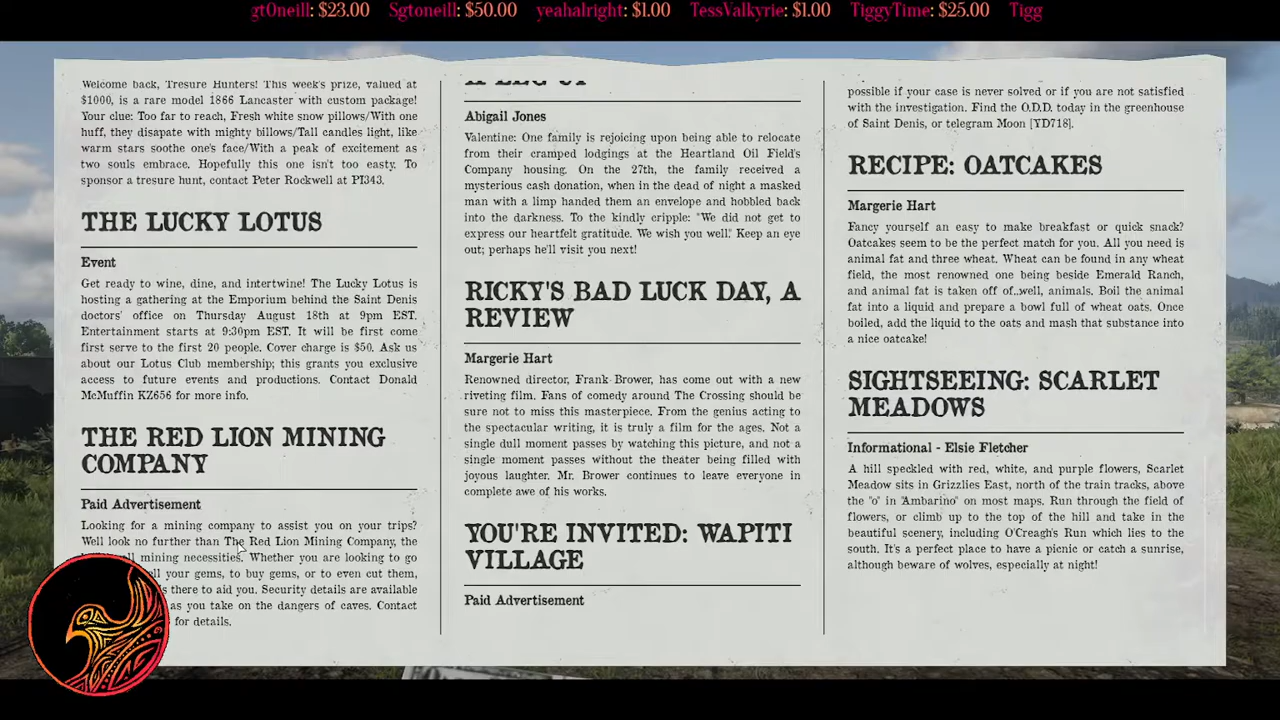 gtOneill: $23.00 Sgtoneill: $50.00 yeahalright: $1.00 TessValkyrie: $1.00 TiggyTime: $25.00 Tigg
Welcome back, Tresure Hunters! This week's prize, valued at
$1000, is a rare model 1866 Lancaster with custom package!
Your clue: Too far to reach, Fresh white snow pillows/With one
huff, they disapate with mighty billows/Tall candles light, like
warm stars soothe one's face/With a peak of excitement as
two souls embrace. Hopefully this one isn't too easy. To
sponsor a tresure hunt, contact Peter Rockwell at PI343.
THE LUCKY LOTUS
Event
Get ready to wine, dine, and intertwine! The Lucky Lotus is
hosting a gathering at the Emporium behind the Saint Denis
doctors' office on Thursday August 18th at 9pm EST.
Entertainment starts at 9:30pm EST. It will be first come
first serve to the first 20 people. Cover charge is $50. Ask us
about our Lotus Club membership; this grants you exclusive
access to future events and productions. Contact Donald
McMuffin KZ656 for more info.
THE RED LION MINING
COMPANY
Paid Advertisement
Looking for a mining company to assist you on your trips?
Well look no further than The Red Lion Mining Company, the
all mining necessities. Whether you are looking to go
your gems, to buy gems, or to even cut them,
there to aid you. Security details are available
as you take on the dangers of caves. Contact
for details.
Abigail Jones
Valentine: One family is rejoicing upon being able to relocate
from their cramped lodgings at the Heartland Oil Field's
Company housing. On the 27th, the family received a
mysterious cash donation, when in the dead of night a masked
man with a limp handed them an envelope and hobbled back
into the darkness. To the kindly cripple: "We did not get to
express our heartfelt gratitude. We wish you well." Keep an eye
out; perhaps he'll visit you next!
RICKY'S BAD LUCK DAY, A
REVIEW
Margerie Hart
Renowned director, Frank Brower, has come out with a new
riveting film. Fans of comedy around The Crossing should be
sure not to miss this masterpiece. From the genius acting to
the spectacular writing, it is truly a film for the ages. Not a
single dull moment passes by watching this picture, and not a
single moment passes without the theater being filled with
joyous laughter. Mr. Brower continues to leave everyone in
complete awe of his works.
YOU'RE INVITED: WAPITI
VILLAGE
Paid Advertisement
possible if your case is never solved or if you are not satisfied
with the investigation. Find the O.D.D. today in the greenhouse
of Saint Denis, or telegram Moon [YD718].
RECIPE: OATCAKES
Margerie Hart
Fancy yourself an easy to make breakfast or quick snack?
Oatcakes seem to be the perfect match for you. All you need is
animal fat and three wheat. Wheat can be found in any wheat
field, the most renowned one being beside Emerald Ranch,
and animal fat is taken off of...well, animals. Boil the animal
fat into a liquid and prepare a bowl full of wheat oats. Once
boiled, add the liquid to the oats and mash that substance into
a nice oatcake!
SIGHTSEEING: SCARLET
MEADOWS
Informational - Elsie Fletcher
A hill speckled with red, white, and purple flowers, Scarlet
Meadow sits in Grizzlies East, north of the train tracks, above
the "o" in "Ambarino" on most maps. Run through the field of
flowers, or climb up to the top of the hill and take in the
beautiful scenery, including O'Creagh's Run which lies to the
south. It's a perfect place to have a picnic or catch a sunrise,
although beware of wolves, especially at night!